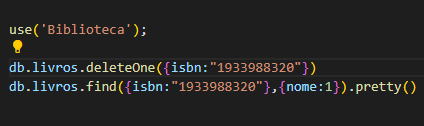 use('Biblioteca');
db.livros.deleteOne({isbn:"1933988320"})
db.livros.find({isbn:"1933988320"},{nome:1}).pretty()